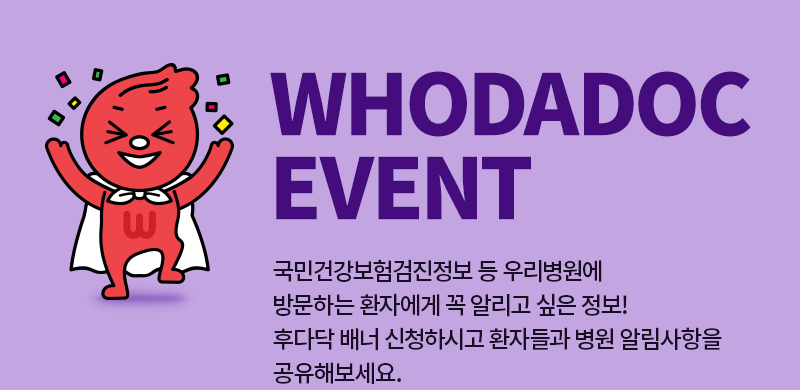 WHODADOC
EVENT
W
국민건강보험검진정보 등 우리병원에
방문하는 환자에게 꼭 알리고 싶은 정보!
후다닥 배너 신청하시고 환자들과 병원 알림사항을
공유해보세요.